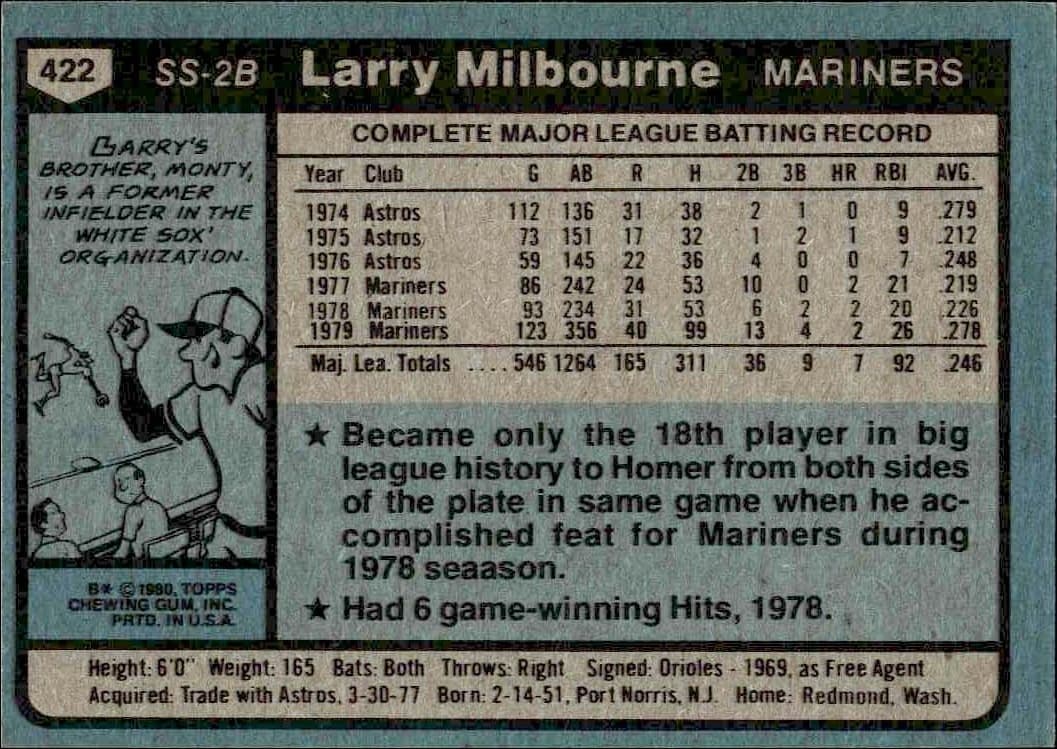 422 SS-2B Larry Milbourne MARINERS
LARRY'S
BROTHER, MONTY,
IS A FORMER
INFIELDER IN THE
WHITE SOX'
ORGANIZATION.
B* © 1980, TOPPS
CHEWING GUM, INC.
PRTD. IN U.S.A.
COMPLETE MAJOR LEAGUE BATTING RECORD
Year Club G AB R H 2B 3B HR RBI AVG.
1974 Astros 112 136 31 38 2 1 0 9 .279
1975 Astros 73 151 17 32 1 2 1 9 .212
1976 Astros 59 145 22 36 4 0 0 7 .248
1977 Mariners 86 242 24 53 10 0 2 21 .219
1978 Mariners 93 234 31 53 6 2 2 20 .226
1979 Mariners 123 356 40 99 13 4 2 26 .278
Maj. Lea. Totals .... 546 1264 165 311 36 9 7 92 .246
★ Became only the 18th player in big
league history to Homer from both sides
of the plate in same game when he ac-
complished feat for Mariners during
1978 seaason.
★ Had 6 game-winning Hits, 1978.
Height: 6'0" Weight: 165 Bats: Both Throws: Right Signed: Orioles - 1969, as Free Agent
Acquired: Trade with Astros, 3-30-77 Born: 2-14-51, Port Norris, N.J. Home: Redmond, Wash.